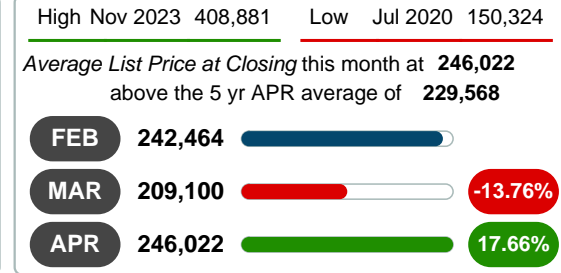 High Nov 2023 408,881 Low Jul 2020 150,324
Average List Price at Closing this month at 246,022
above the 5 yr APR average of 229,568
FEB 242,464
MAR 209,100 -13.76%
APR 246,022 17.66%